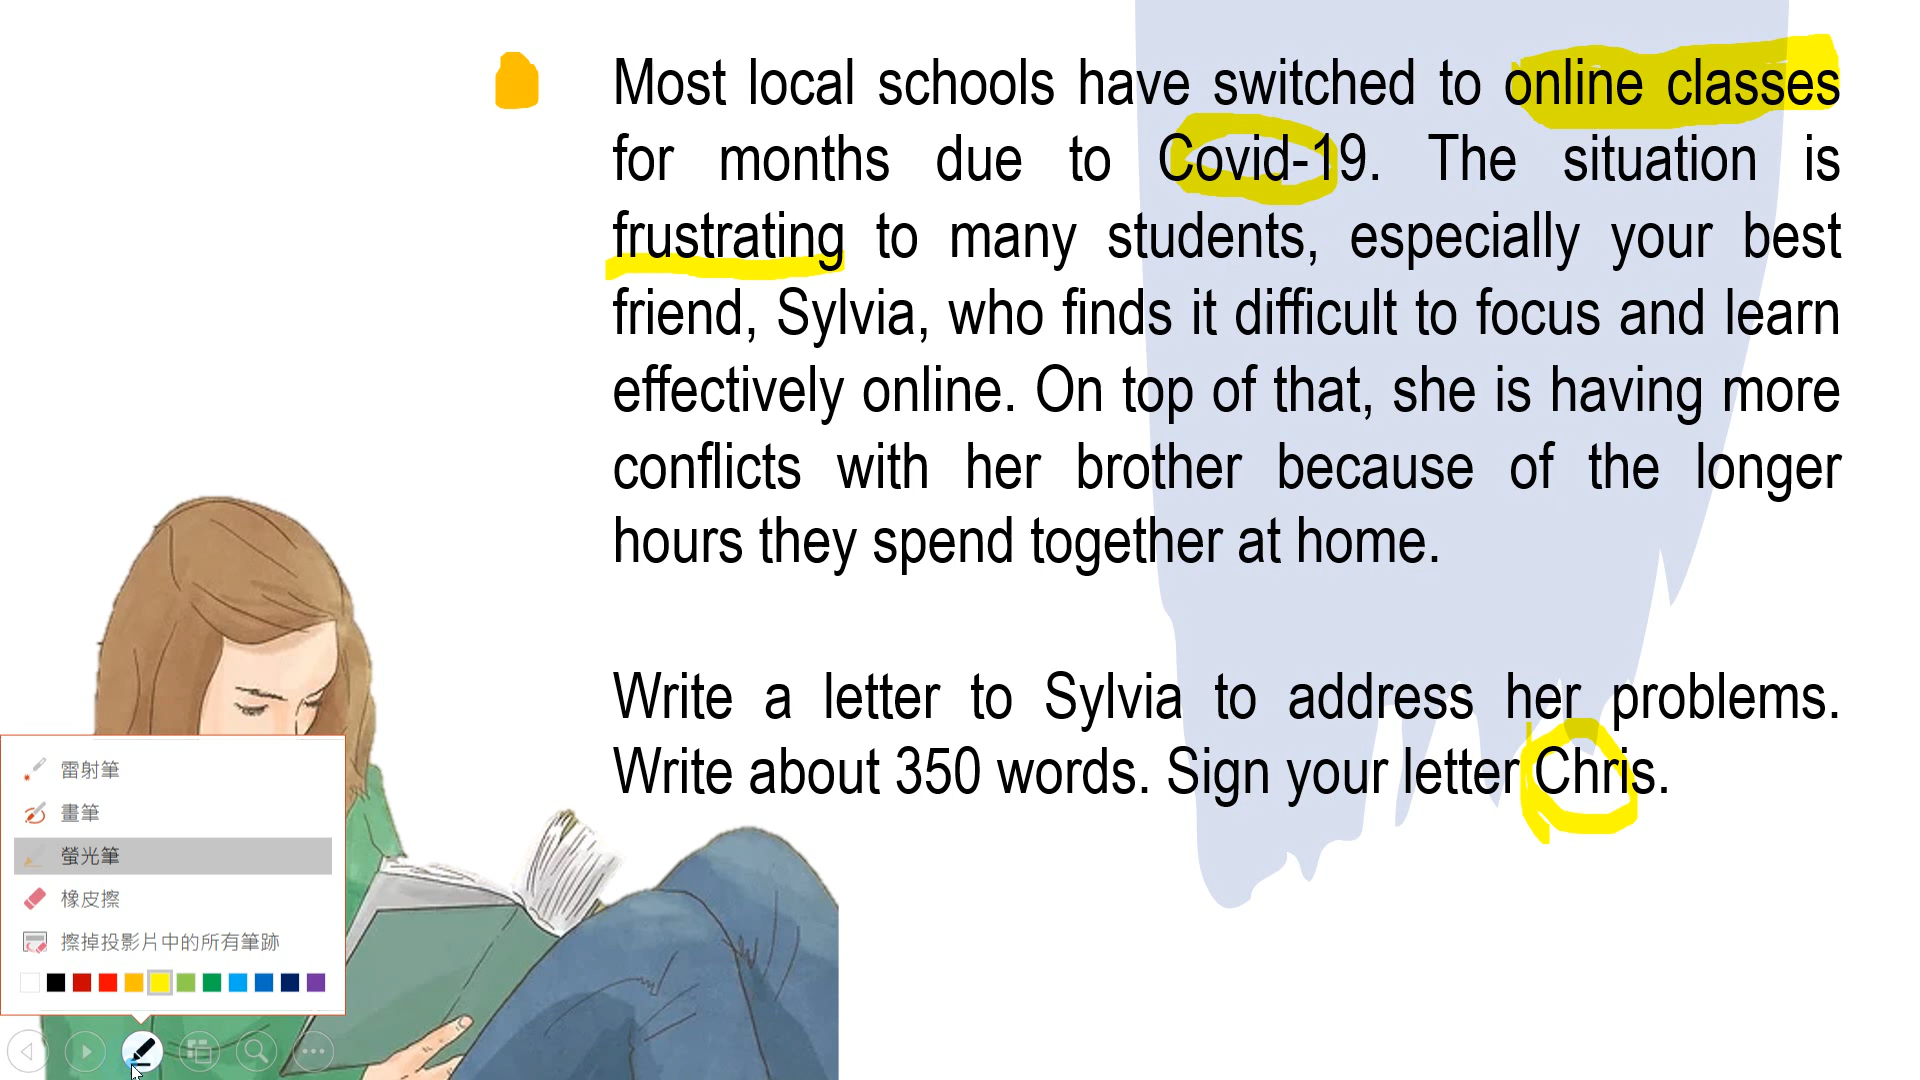 Most local schools have switched to online classes
for months due to Covid-19. The situation is
frustrating to many students, especially your best
friend, Sylvia, who finds it difficult to focus and learn
effectively online. On top of that, she is having more
conflicts with her brother because of the longer
hours they spend together at home.
Write a letter to Sylvia to address her problems.
Write about 350 words. Sign your letter Chris.
雷射筆
畫筆
螢光筆
橡皮擦
擦掉投影片中的所有筆跡